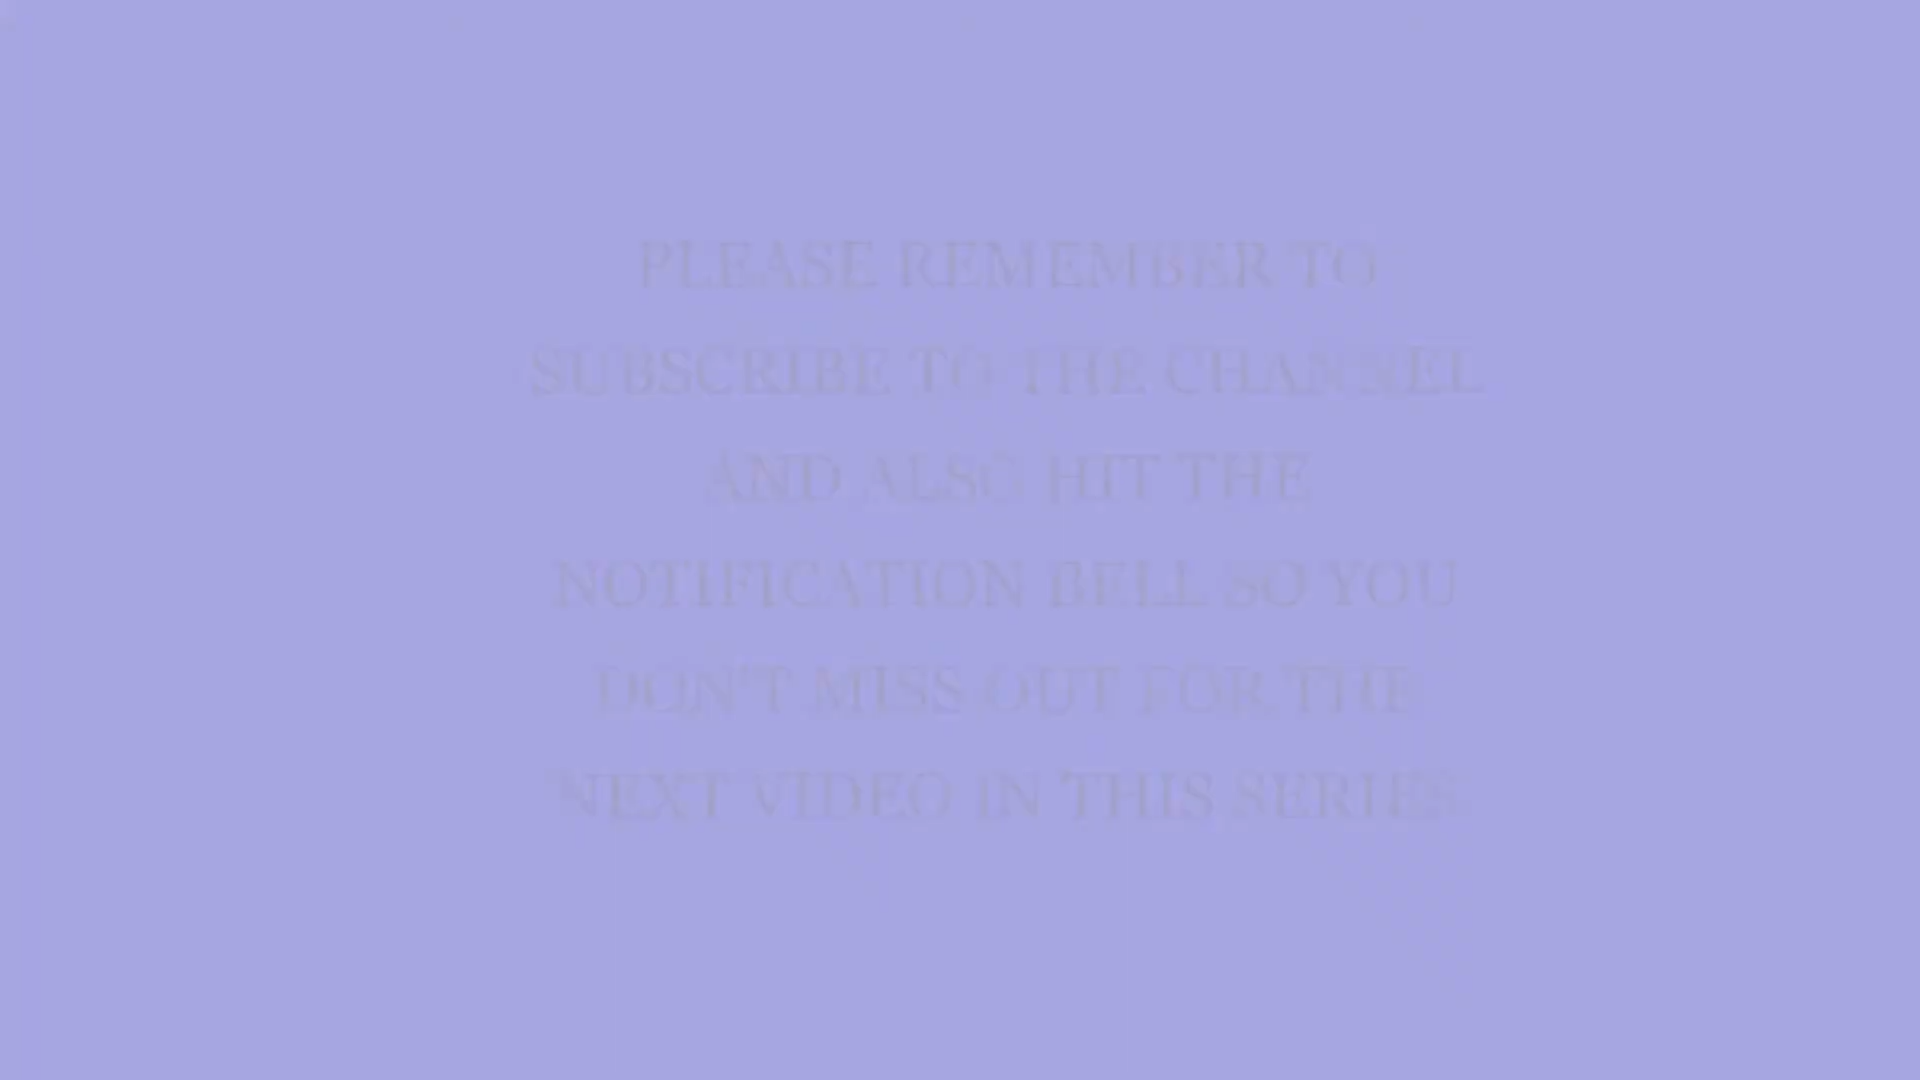 PLEASE REMEMBER TO
SUBSCRIBE TO THE CHANNEL
AND ALSO HIT THE
NOTIFICATION BELL SO YOU
DON'T MISS OUT FOR THE
NEXT VIDEO IN THIS SERIES